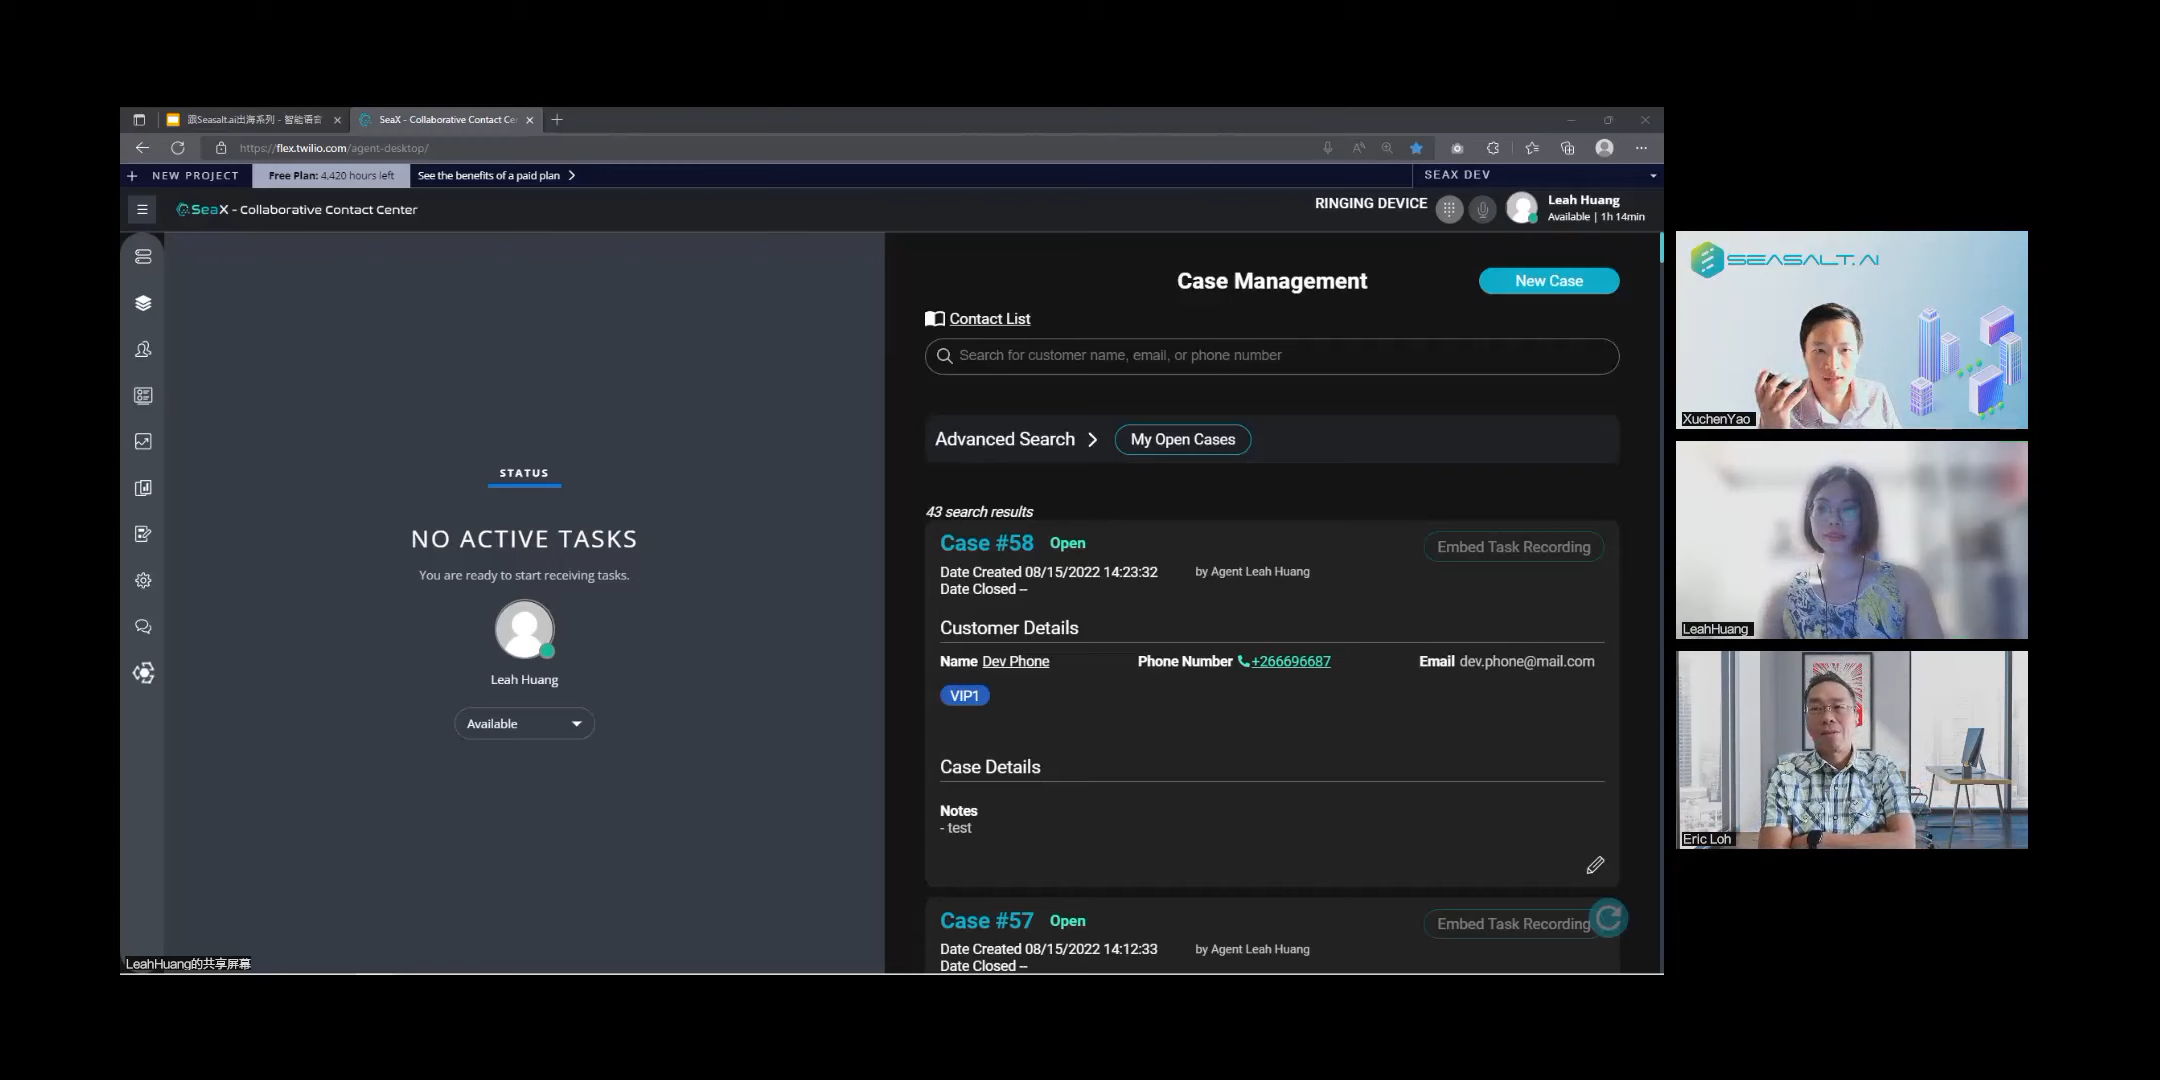 跟Seasalt.ai出海系列 - 智能语音
SeaX - Collaborative Contact Ce
https://flex.twilio.com/agent-desktop/
NEW PROJECT
Free Plan: 4,420 hours left
See the benefits of a paid plan
SEAX DEV
SeaX - Collaborative Contact Center
RINGING DEVICE
Leah Huang
Available | 1h 14min
STATUS
NO ACTIVE TASKS
You are ready to start receiving tasks.
Leah Huang
Available
Case Management
New Case
Contact List
Search for customer name, email, or phone number
Advanced Search
My Open Cases
43 search results
Case #58 Open
Embed Task Recording
Date Created 08/15/2022 14:23:32 by Agent Leah Huang
Date Closed --
Customer Details
Name Dev Phone Phone Number +266696687 Email dev.phone@mail.com
VIP1
Case Details
Notes
- test
Case #57 Open
Embed Task Recording
Date Created 08/15/2022 14:12:33 by Agent Leah Huang
Date Closed --
LeahHuang的共享屏幕
SEASALT.AI
XuchenYao
LeahHuang
Eric Loh